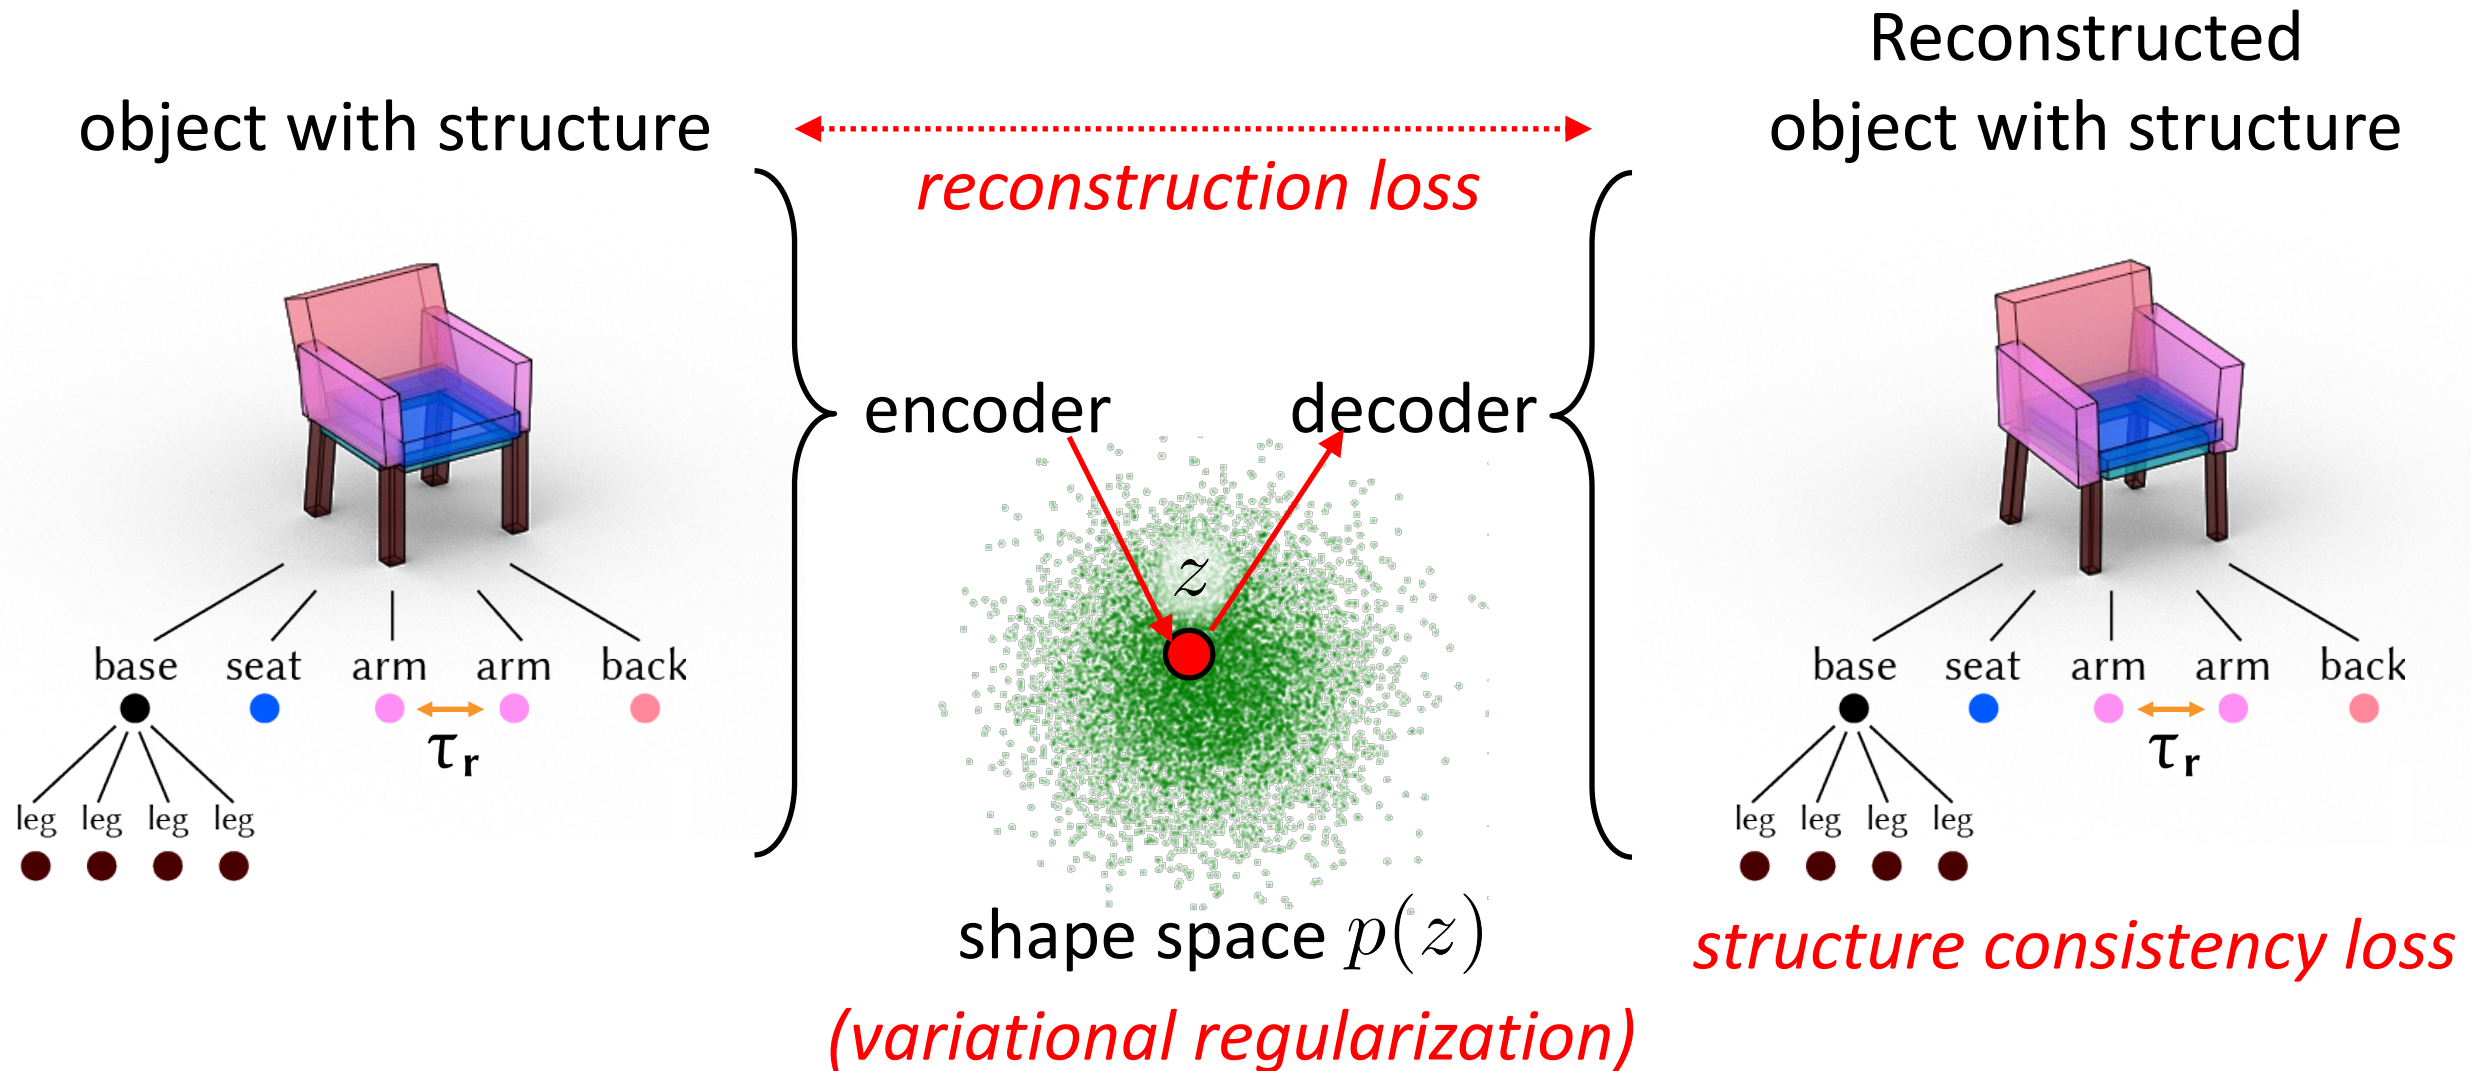 Reconstructed
object with structure
object with structure
reconstruction loss
encoder
decoder
z
base seat arm arm back
τr
leg leg leg leg
base seat arm arm back
τr
leg leg leg leg
shape space p(z)
structure consistency loss
(variational regularization)